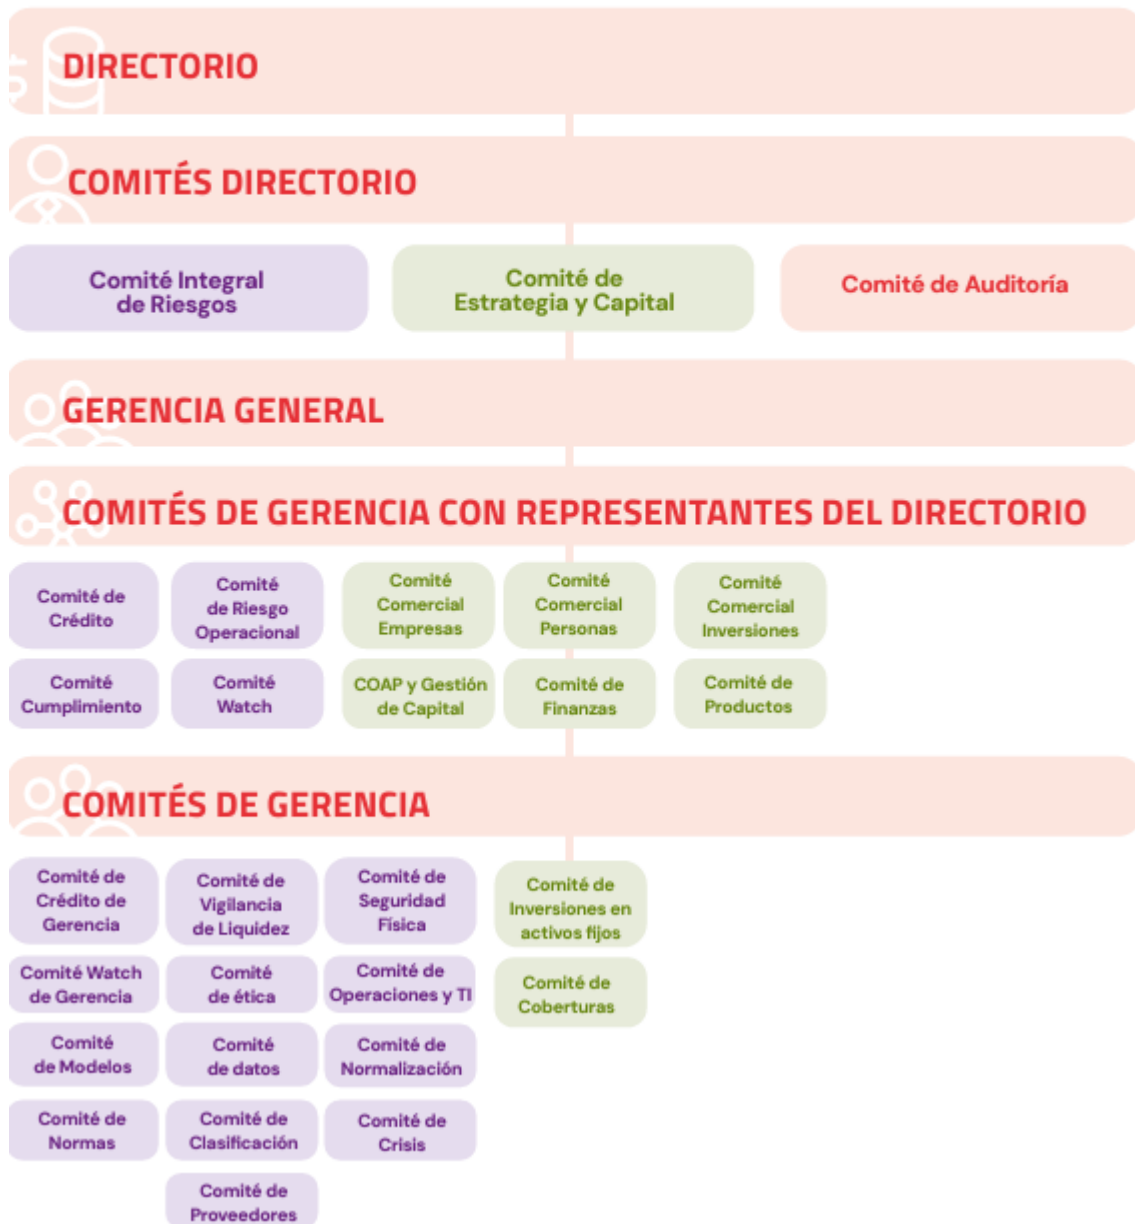 DIRECTORIO
COMITÉS DIRECTORIO
Comité Integral
de Riesgos
Comité de
Estrategia y Capital
Comité de Auditoría
GERENCIA GENERAL
COMITÉS DE GERENCIA CON REPRESENTANTES DEL DIRECTORIO
Comité de
Crédito
Comité
de Riesgo
Operacional
Comité
Comercial
Empresas
Comité
Comercial
Personas
Comité
Comercial
Inversiones
Comité
Cumplimiento
Comité
Watch
COAP y Gestión
de Capital
Comité de
Finanzas
Comité de
Productos
COMITÉS DE GERENCIA
Comité de
Crédito de
Gerencia
Comité de
Vigilancia
de Liquidez
Comité de
Seguridad
Física
Comité de
Inversiones en
activos fijos
Comité Watch
de Gerencia
Comité
de ética
Comité de
Operaciones y TI
Comité de
Coberturas
Comité
de Modelos
Comité
de datos
Comité de
Normalización
Comité de
Normas
Comité de
Clasificación
Comité de
Crisis
Comité de
Proveedores